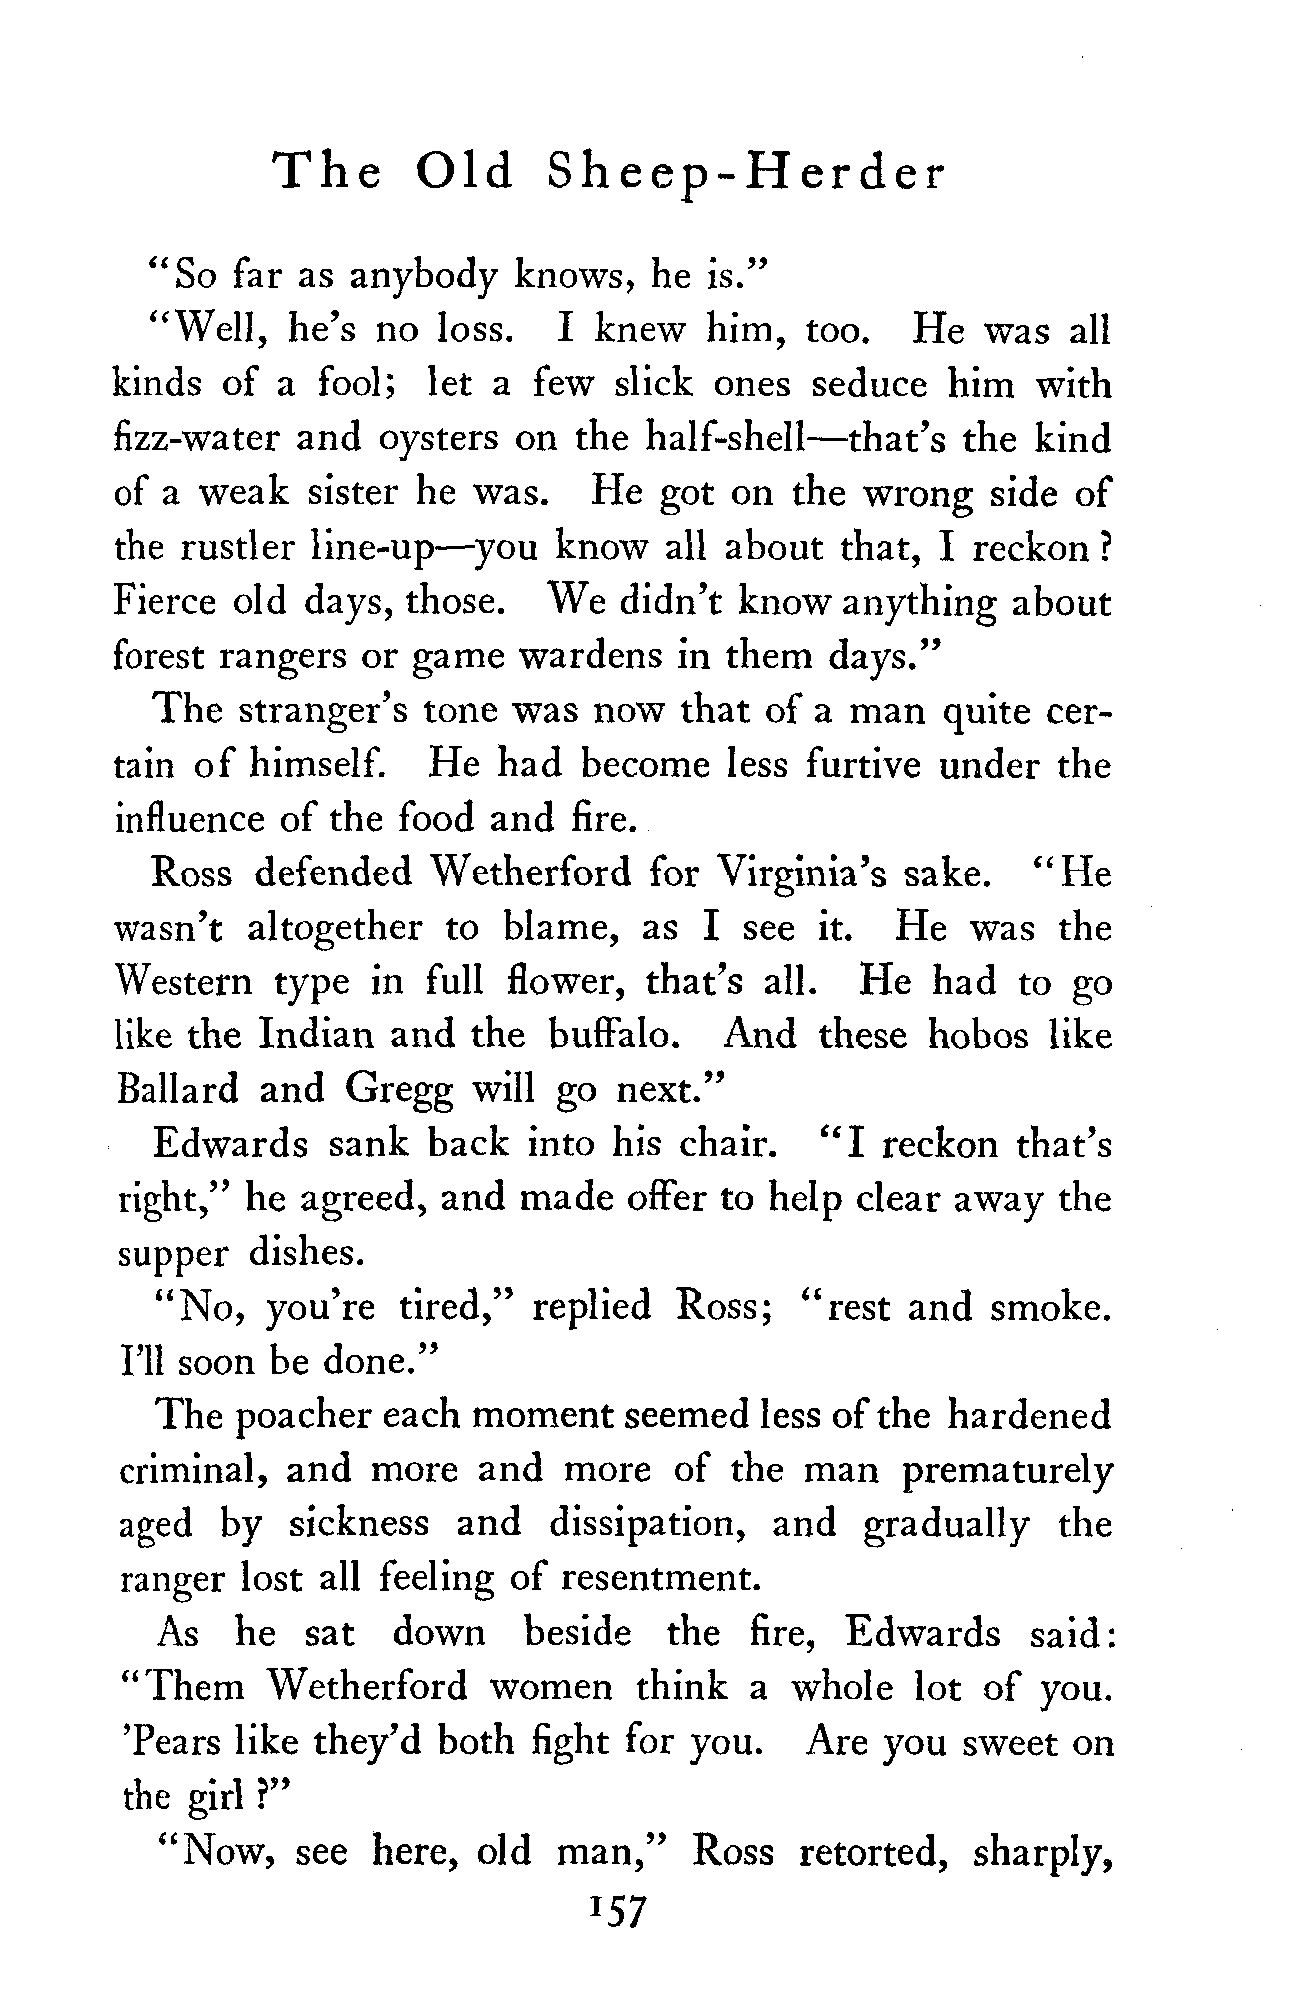 The Old Sheep-Herder
“So far as anybody knows, he is.”
“Well, he’s no loss. I knew him, too. He was all
kinds of a fool; let a few slick ones seduce him with
fizz-water and oysters on the half-shell—that’s the kind
of a weak sister he was. He got on the wrong side of
the rustler line-up—you know all about that, I reckon?
Fierce old days, those. We didn’t know anything about
forest rangers or game wardens in them days.”
The stranger’s tone was now that of a man quite cer-
tain of himself. He had become less furtive under the
influence of the food and fire.
Ross defended Wetherford for Virginia’s sake. “He
wasn’t altogether to blame, as I see it. He was the
Western type in full flower, that’s all. He had to go
like the Indian and the buffalo. And these hobos like
Ballard and Gregg will go next.”
Edwards sank back into his chair. “I reckon that’s
right,” he agreed, and made offer to help clear away the
supper dishes.
“No, you’re tired,” replied Ross; “rest and smoke.
I’ll soon be done.”
The poacher each moment seemed less of the hardened
criminal, and more and more of the man prematurely
aged by sickness and dissipation, and gradually the
ranger lost all feeling of resentment.
As he sat down beside the fire, Edwards said:
“Them Wetherford women think a whole lot of you.
’Pears like they’d both fight for you. Are you sweet on
the girl?”
“Now, see here, old man,” Ross retorted, sharply,
157